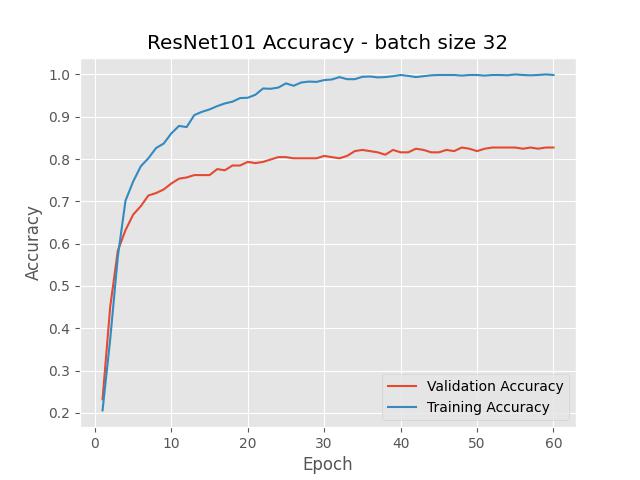 ResNet101 Accuracy - batch size 32
1.0
0.9
0.8
0.7
0.6
0.5
0.4
0.3
0.2
Accuracy
Validation Accuracy
Training Accuracy
0 10 20 30 40 50 60
Epoch